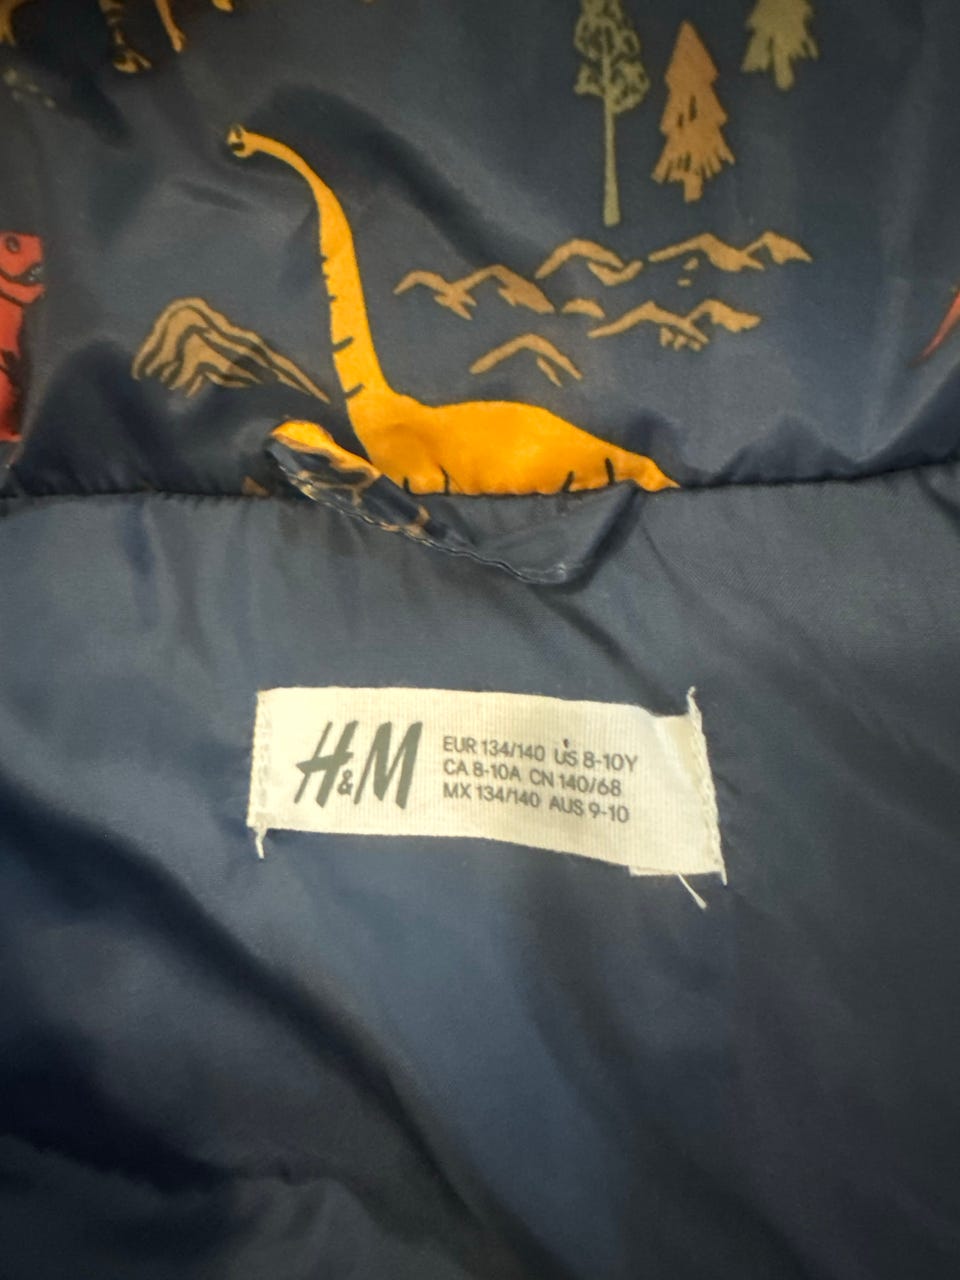 H&M
EUR 134/140 US 8-10Y
CA 8-10A CN 140/68
MX 134/140 AUS 9-10